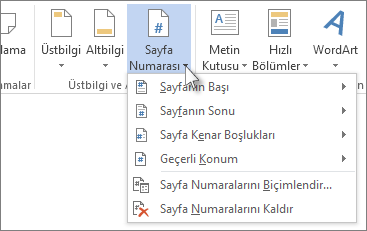 lama Üstbilgi Altbilgi Sayfa Numarası Metin Kutusu Hızlı Bölümler WordArt
malar Üstbilgi ve A
Sayfanın Başı
Sayfanın Sonu
Sayfa Kenar Boşlukları
Geçerli Konum
Sayfa Numaralarını Biçimlendir...
Sayfa Numaralarını Kaldır